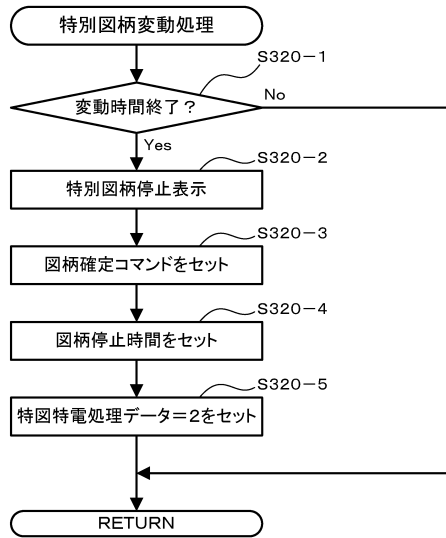 特別図柄変動処理
S320－1
変動時間終了？
No
Yes
S320－2
特別図柄停止表示
S320－3
図柄確定コマンドをセット
S320－4
図柄停止時間をセット
S320－5
特図特電処理データ＝2をセット
RETURN